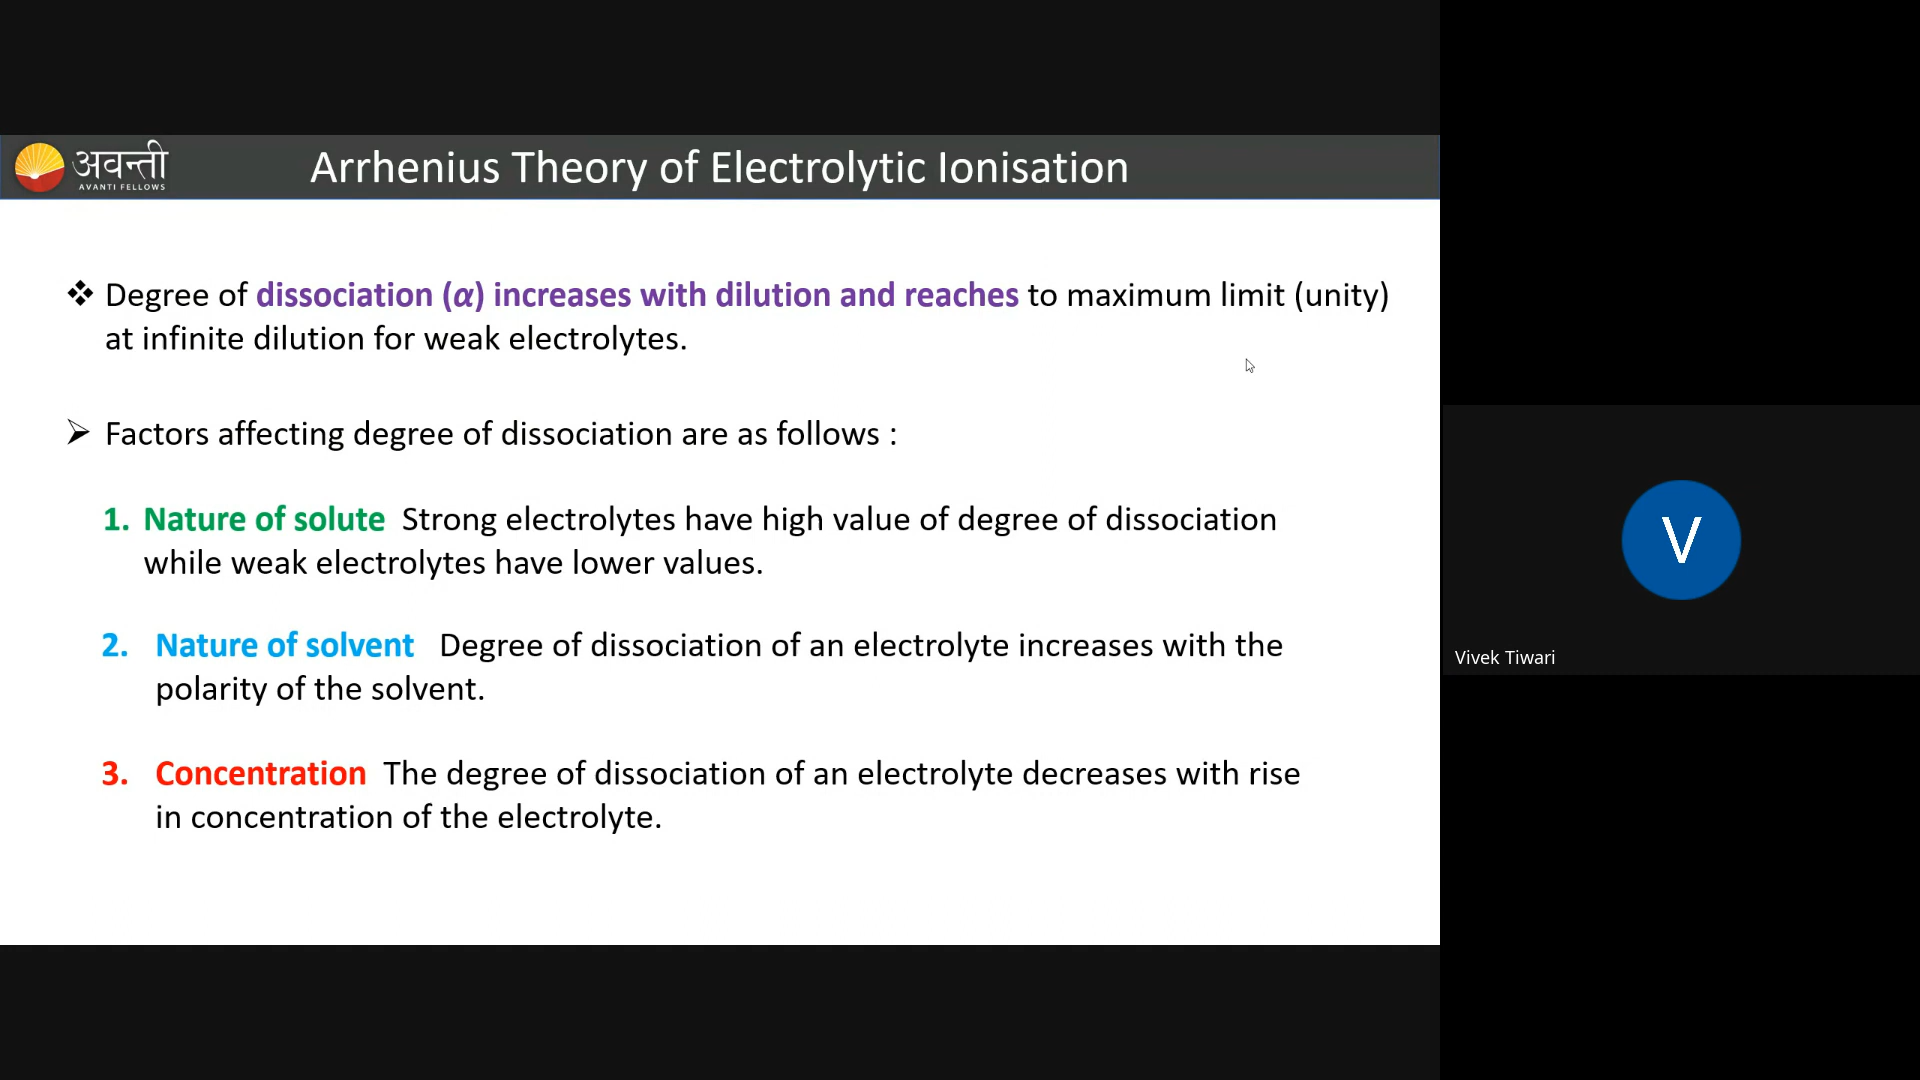 अवन्ती
AVANTI FELLOWS
Arrhenius Theory of Electrolytic Ionisation
❖ Degree of dissociation (α) increases with dilution and reaches to maximum limit (unity)
at infinite dilution for weak electrolytes.
➢ Factors affecting degree of dissociation are as follows :
1. Nature of solute Strong electrolytes have high value of degree of dissociation
while weak electrolytes have lower values.
2. Nature of solvent Degree of dissociation of an electrolyte increases with the
polarity of the solvent.
3. Concentration The degree of dissociation of an electrolyte decreases with rise
in concentration of the electrolyte.
V
Vivek Tiwari